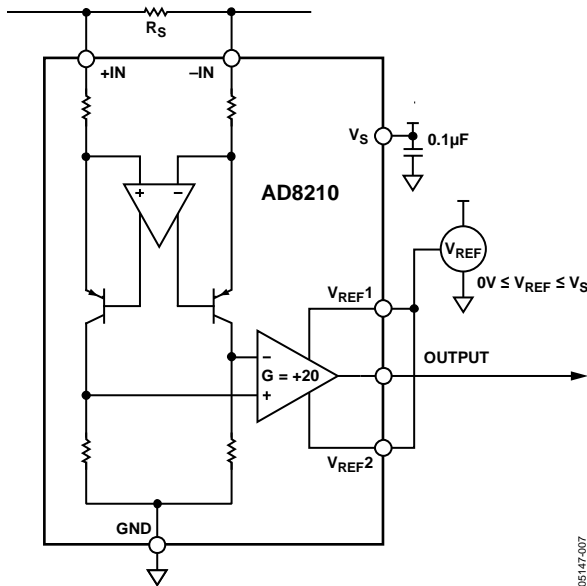 R_S
+IN
–IN
V_S
0.1µF
+ –
AD8210
V_REF
0V ≤ V_REF ≤ V_S
V_REF1
–
G = +20
+
OUTPUT
V_REF2
GND
05147-007